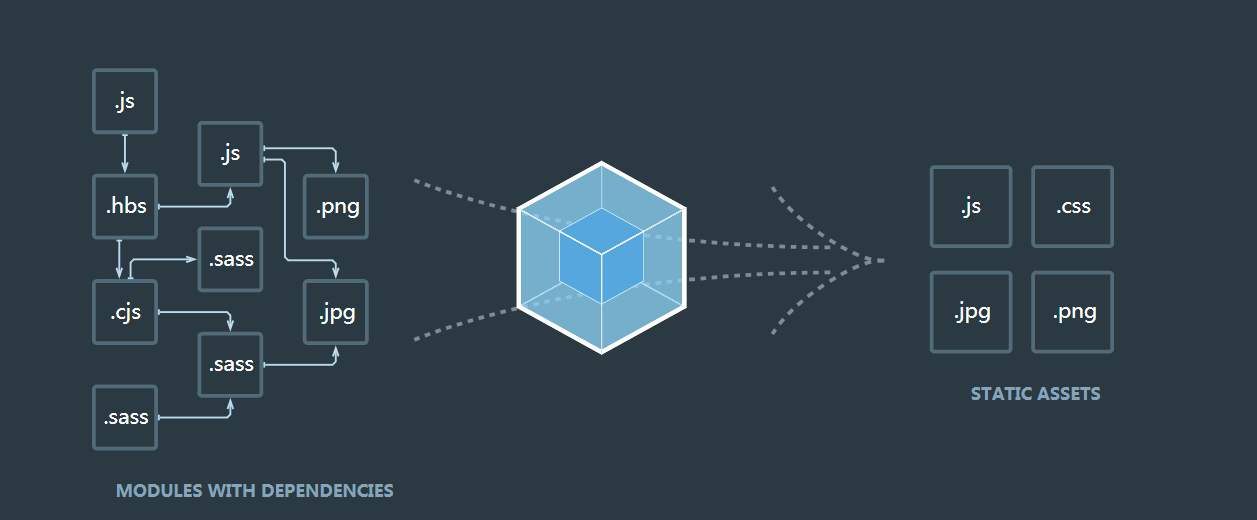 .js
.js
.hbs
.png
.sass
.cjs
.jpg
.sass
.sass
MODULES WITH DEPENDENCIES
.js
.css
.jpg
.png
STATIC ASSETS